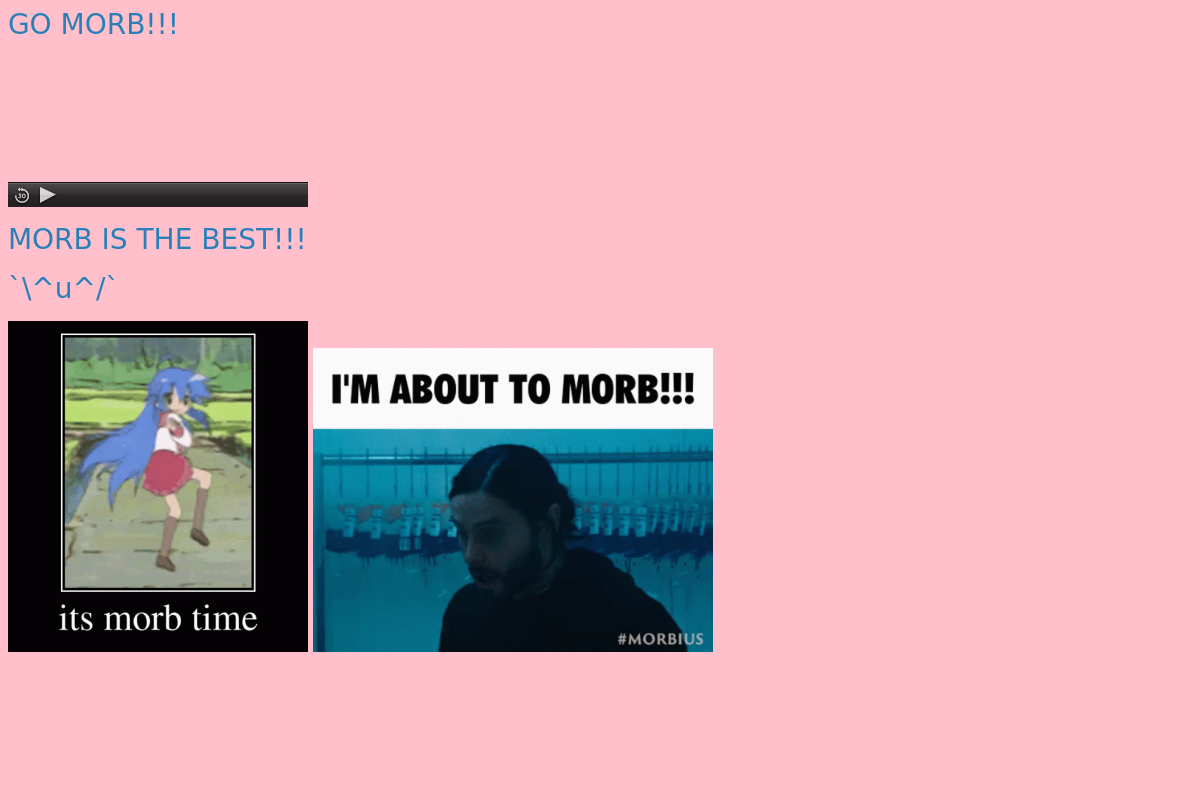 GO MORB!!!
30
MORB IS THE BEST!!!
`\^u^/`
I'M ABOUT TO MORB!!!
its morb time
#MORBIUS